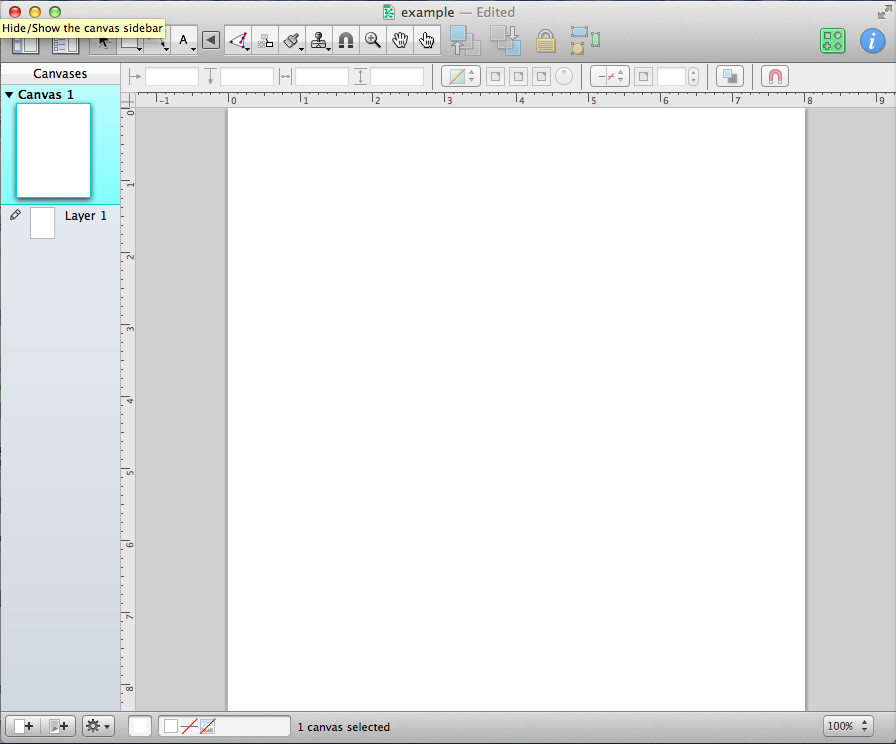 example — Edited
Hide/Show the canvas sidebar
A
i
Canvases
Canvas 1
-1 0 1 2 3 4 5 6 7 8 9
Layer 1
0
1
2
3
4
5
6
7
8
1 canvas selected
100%